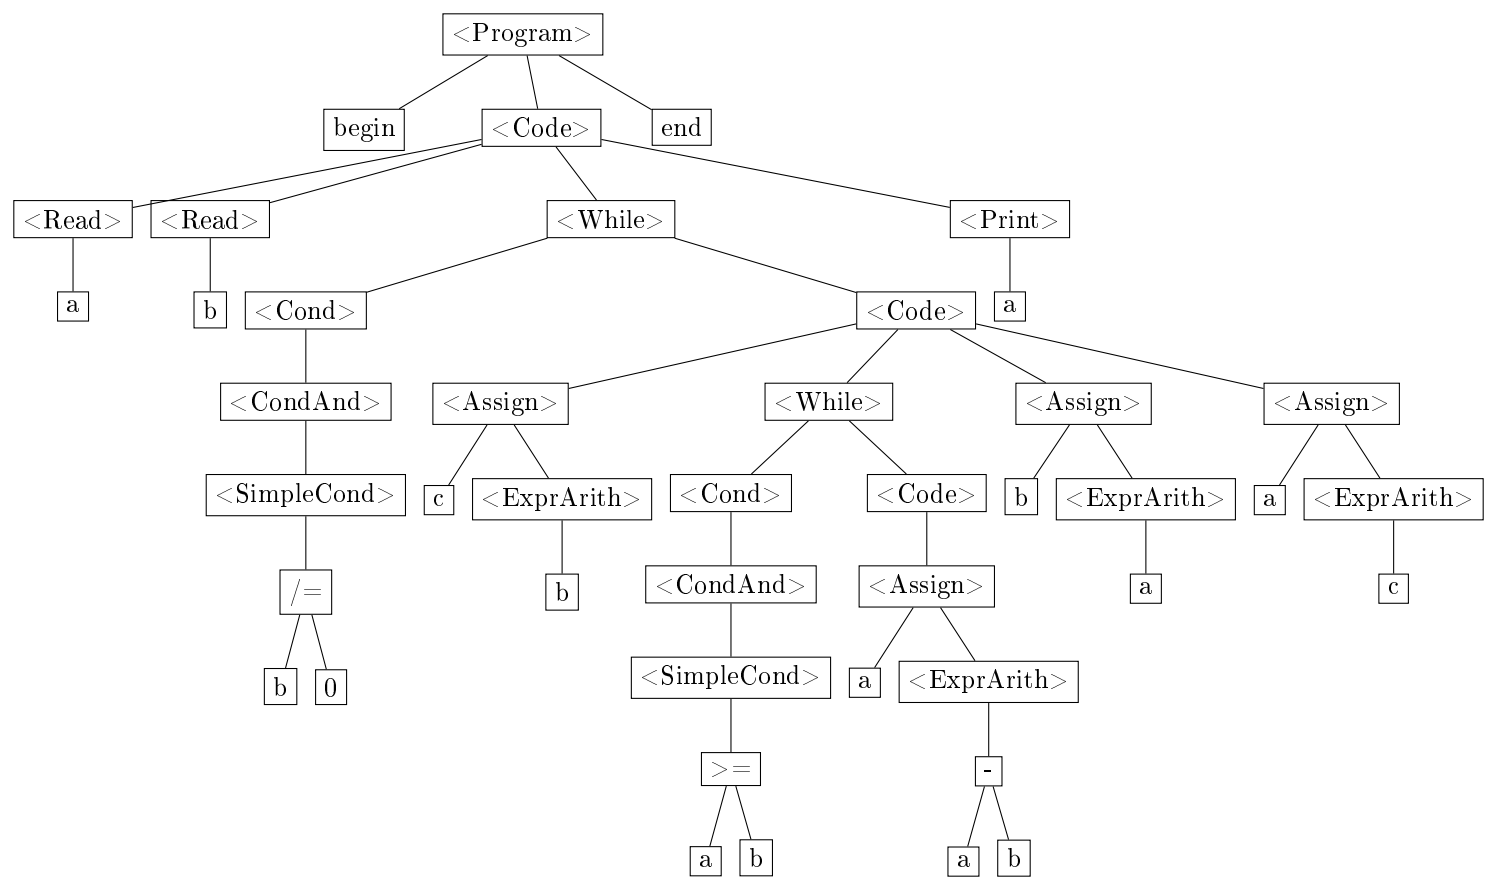 <Program>
begin <Code> end
<Read> <Read> <While> <Print>
a b <Cond> <Code> a
<CondAnd> <Assign> <While> <Assign> <Assign>
<SimpleCond> c <ExprArith> <Cond> <Code> b <ExprArith> a <ExprArith>
/= b <CondAnd> <Assign> a c
b 0 <SimpleCond> a <ExprArith>
>= -
a b a b